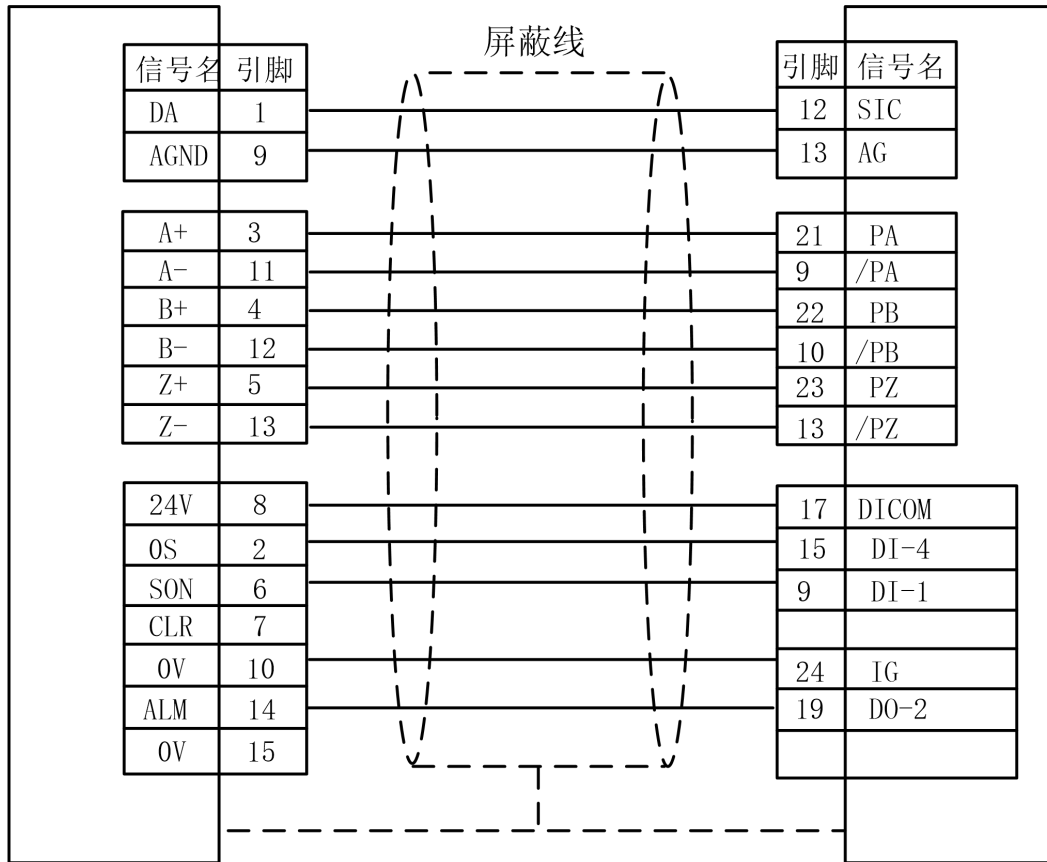 屏蔽线
信号名 引脚 引脚 信号名
DA 1 12 SIC
AGND 9 13 AG
A+ 3 21 PA
A- 11 9 /PA
B+ 4 22 PB
B- 12 10 /PB
Z+ 5 23 PZ
Z- 13 13 /PZ
24V 8 17 DICOM
OS 2 15 DI-4
SON 6 9 DI-1
CLR 7
0V 10 24 IG
ALM 14 19 DO-2
0V 15